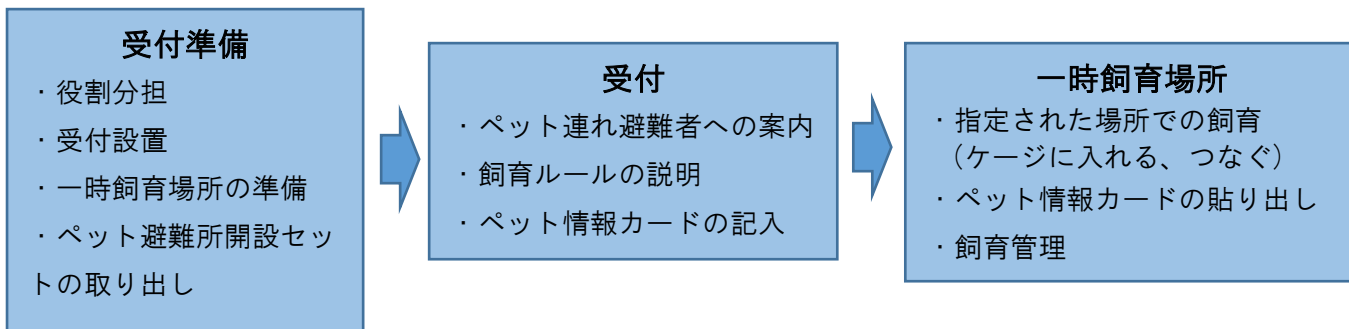 受付準備
・役割分担
・受付設置
・一時飼育場所の準備
・ペット避難所開設セッ
トの取り出し
受付
・ペット連れ避難者への案内
・飼育ルールの説明
・ペット情報カードの記入
一時飼育場所
・指定された場所での飼育
（ケージに入れる、つなぐ）
・ペット情報カードの貼り出し
・飼育管理